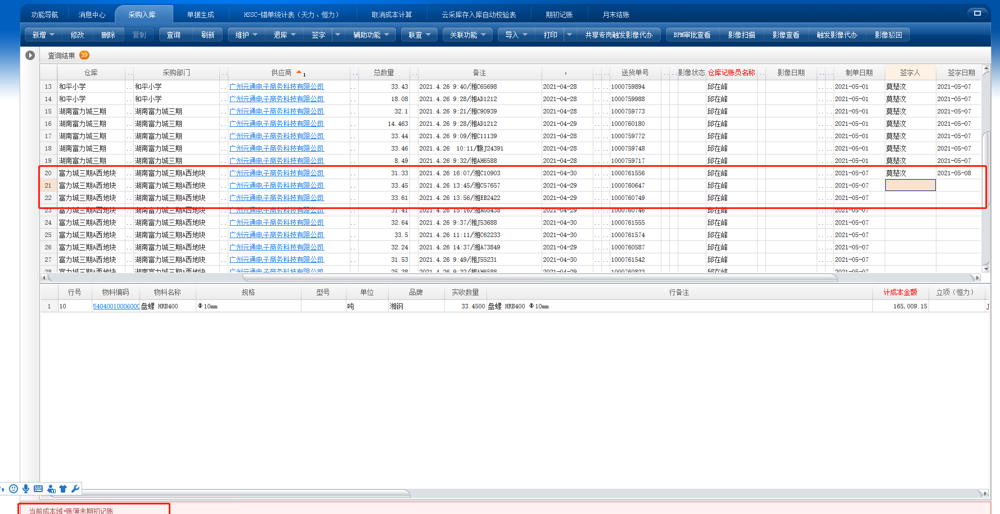 功能导航 消息中心 采购入库 单据生成 HSSC-错单统计表（天力、恒力） 取消成本计算 云采库存入库自动校验表 期初记账 月末结账
新增 修改 删除 复制 查询 刷新 维护 退库 签字 辅助功能 联查 关联功能 导入 打印 共享专岗触发影像代办 BPM审批查看 影像扫描 影像查看 触发影像代办 影像驳回
查询结果 39
仓库 .. 采购部门 .. 供应商 1 .. 总数量 .. 备注 , .. .. 送货单号 .. .. 影像状态 仓库记账员名称 .. 影像日期 .. .. 制单日期 签字人 签字日期
13 和平小学 .. 和平小学 .. 广州元通电子商务科技有限公司 .. 33.43 2021.4.26 9:40/湘C65698 2021-04-28 .. .. 1000759894 邱在峰 .. .. 2021-05-01 莫楚汶 2021-05-07
14 和平小学 .. 和平小学 .. 广州元通电子商务科技有限公司 .. 18.08 2021.4.26 9:28/湘AD1212 2021-04-28 .. .. 1000759988 邱在峰 .. .. 2021-05-01 莫楚汶 2021-05-07
15 湖南富力城三期 .. 湖南富力城三期 .. 广州元通电子商务科技有限公司 .. 32.1 2021.4.26 9:21/湘C90939 2021-04-28 .. .. 1000759773 邱在峰 .. .. 2021-05-01 莫楚汶 2021-05-07
16 湖南富力城三期 .. 湖南富力城三期 .. 广州元通电子商务科技有限公司 .. 14.463 2021.4.26 9:28/湘AD1212 2021-04-29 .. .. 1000760180 邱在峰 .. .. 2021-05-01 莫楚汶 2021-05-07
17 湖南富力城三期 .. 湖南富力城三期 .. 广州元通电子商务科技有限公司 .. 33.44 2021.4.26 9:09/湘C11139 2021-04-28 .. .. 1000759772 邱在峰 .. .. 2021-05-01 莫楚汶 2021-05-07
18 湖南富力城三期 .. 湖南富力城三期 .. 广州元通电子商务科技有限公司 .. 33.46 2021.4.26 10:11/赣J24391 2021-04-28 .. .. 1000759748 邱在峰 .. .. 2021-05-01 莫楚汶 2021-05-07
19 湖南富力城三期 .. 湖南富力城三期 .. 广州元通电子商务科技有限公司 .. 8.49 2021.4.26 9:32/湘AH6588 2021-04-28 .. .. 1000759717 邱在峰 .. .. 2021-05-01 莫楚汶 2021-05-07
20 富力城三期A西地块 .. 湖南富力城三期A西地块 .. 广州元通电子商务科技有限公司 .. 31.33 2021.4.26 16:07/湘C10903 2021-04-30 .. .. 1000761556 邱在峰 .. .. 2021-05-07 莫楚汶 2021-05-08
21 富力城三期A西地块 .. 湖南富力城三期A西地块 .. 广州元通电子商务科技有限公司 .. 33.45 2021.4.26 13:45/湘C57657 2021-04-29 .. .. 1000760647 邱在峰 .. .. 2021-05-07
22 富力城三期A西地块 .. 湖南富力城三期A西地块 .. 广州元通电子商务科技有限公司 .. 33.61 2021.4.26 13:56/湘EB2422 2021-04-29 .. .. 1000760749 邱在峰 .. .. 2021-05-07
23 富力城三期A西地块 .. 湖南富力城三期A西地块 .. 广州元通电子商务科技有限公司 .. 31.41 2021.4.26 15:16/湘AG5438 2021-04-29 .. .. 1000760746 邱在峰 .. .. 2021-05-07
24 富力城三期A西地块 .. 湖南富力城三期A西地块 .. 广州元通电子商务科技有限公司 .. 32.64 2021.4.26 9:37/湘J53688 2021-04-30 .. .. 1000761555 邱在峰 .. .. 2021-05-07
25 富力城三期A西地块 .. 湖南富力城三期A西地块 .. 广州元通电子商务科技有限公司 .. 33.5 2021.4.26 11:11/湘C62233 2021-04-30 .. .. 1000761574 邱在峰 .. .. 2021-05-07
26 富力城三期A西地块 .. 湖南富力城三期A西地块 .. 广州元通电子商务科技有限公司 .. 32.24 2021.4.26 14:37/湘A73849 2021-04-29 .. .. 1000760587 邱在峰 .. .. 2021-05-07
27 富力城三期A西地块 .. 湖南富力城三期A西地块 .. 广州元通电子商务科技有限公司 .. 31.53 2021.4.26 9:49/湘J55231 2021-04-30 .. .. 1000761542 邱在峰 .. .. 2021-05-07
28 富力城三期A西地块 .. 湖南富力城三期A西地块 .. 广州元通电子商务科技有限公司 .. 25.38 2021.4.26 9:32/湘AH6588 2021-04-29 .. .. 1000760823 邱在峰 .. .. 2021-05-07
行号 物料编码 物料名称 规格 型号 单位 品牌 实收数量 行备注 计成本金额 立项（恒力）
1 10 54040010006000 盘螺 HRB400 Φ10mm 吨 湘钢 33.4500 盘螺 HRB400 Φ10mm 165,009.15 J
当前成本域+账簿未期初记账